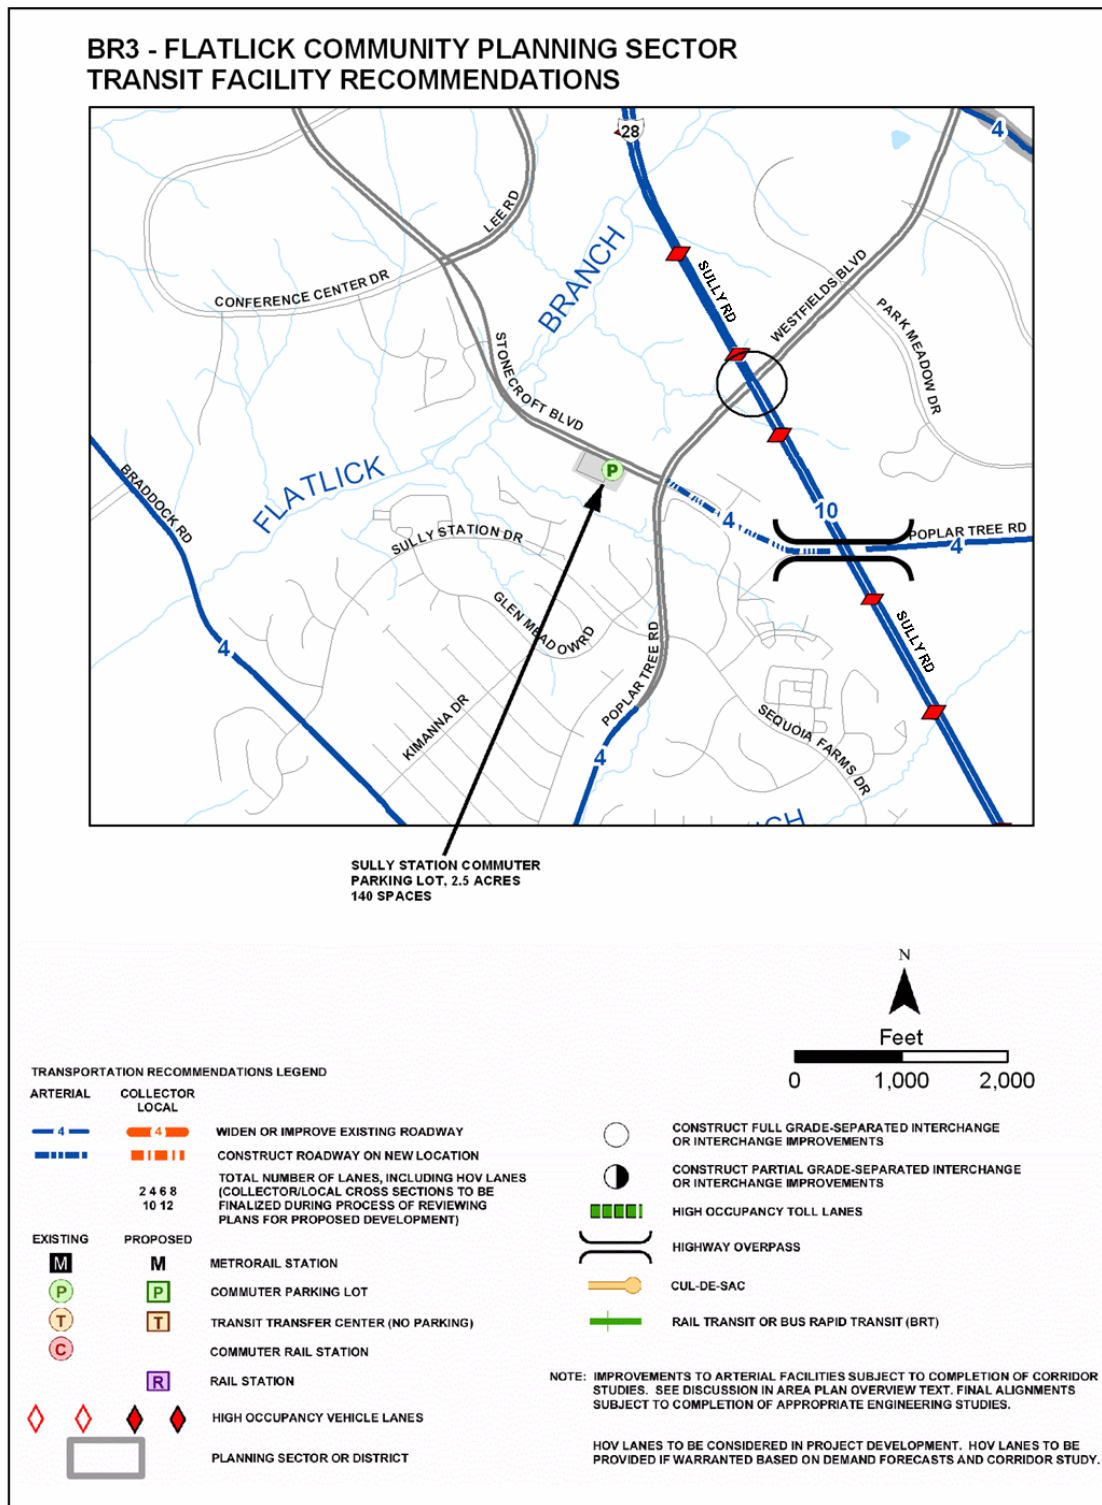 BR3 - FLATLICK COMMUNITY PLANNING SECTOR
TRANSIT FACILITY RECOMMENDATIONS
28
4
LEE RD
BRANCH
SULLY RD
WESTFIELDS BLVD
CONFERENCE CENTER DR
PARK MEADOW DR
STONECROFT BLVD
BRADDOCK RD
FLATLICK
P
10
4
POPLAR TREE RD
4
SULLY STATION DR
GLEN MEADOWRD
SULLY RD
4
POPLAR TREE RD
KIMANNA DR
SEQUOIA FARMS DR
4
CH
SULLY STATION COMMUTER
PARKING LOT, 2.5 ACRES
140 SPACES
N
Feet
0 1,000 2,000
TRANSPORTATION RECOMMENDATIONS LEGEND
ARTERIAL COLLECTOR
LOCAL
4 4 WIDEN OR IMPROVE EXISTING ROADWAY
CONSTRUCT ROADWAY ON NEW LOCATION
2 4 6 8
10 12
TOTAL NUMBER OF LANES, INCLUDING HOV LANES
(COLLECTOR/LOCAL CROSS SECTIONS TO BE
FINALIZED DURING PROCESS OF REVIEWING
PLANS FOR PROPOSED DEVELOPMENT)
EXISTING PROPOSED
M M METRORAIL STATION
P P COMMUTER PARKING LOT
T T TRANSIT TRANSFER CENTER (NO PARKING)
C COMMUTER RAIL STATION
R RAIL STATION
HIGH OCCUPANCY VEHICLE LANES
PLANNING SECTOR OR DISTRICT
CONSTRUCT FULL GRADE-SEPARATED INTERCHANGE
OR INTERCHANGE IMPROVEMENTS
CONSTRUCT PARTIAL GRADE-SEPARATED INTERCHANGE
OR INTERCHANGE IMPROVEMENTS
HIGH OCCUPANCY TOLL LANES
HIGHWAY OVERPASS
CUL-DE-SAC
RAIL TRANSIT OR BUS RAPID TRANSIT (BRT)
NOTE: IMPROVEMENTS TO ARTERIAL FACILITIES SUBJECT TO COMPLETION OF CORRIDOR
STUDIES. SEE DISCUSSION IN AREA PLAN OVERVIEW TEXT. FINAL ALIGNMENTS
SUBJECT TO COMPLETION OF APPROPRIATE ENGINEERING STUDIES.
HOV LANES TO BE CONSIDERED IN PROJECT DEVELOPMENT. HOV LANES TO BE
PROVIDED IF WARRANTED BASED ON DEMAND FORECASTS AND CORRIDOR STUDY.